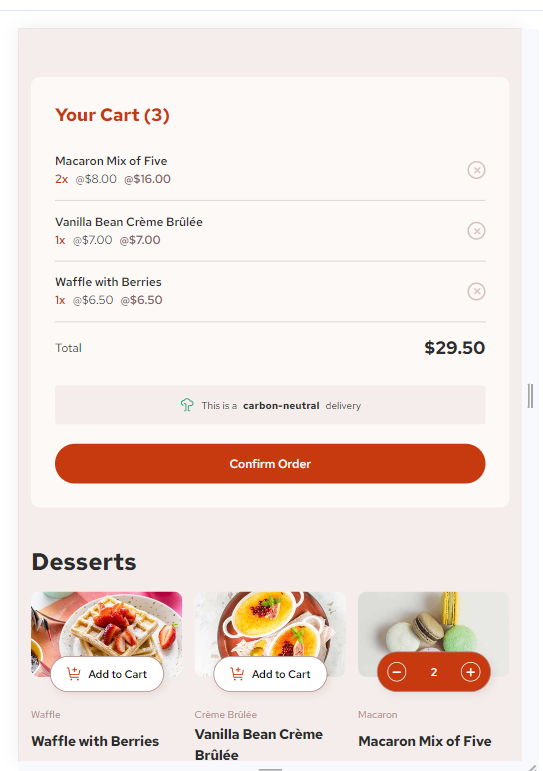 Your Cart (3)
Macaron Mix of Five
2x @$8.00 @$16.00
Vanilla Bean Crème Brûlée
1x @$7.00 @$7.00
Waffle with Berries
1x @$6.50 @$6.50
Total $29.50
This is a carbon-neutral delivery
Confirm Order
Desserts
Add to Cart Add to Cart 2
Waffle Crème Brûlée Macaron
Waffle with Berries Vanilla Bean Crème Macaron Mix of Five
Brûlée